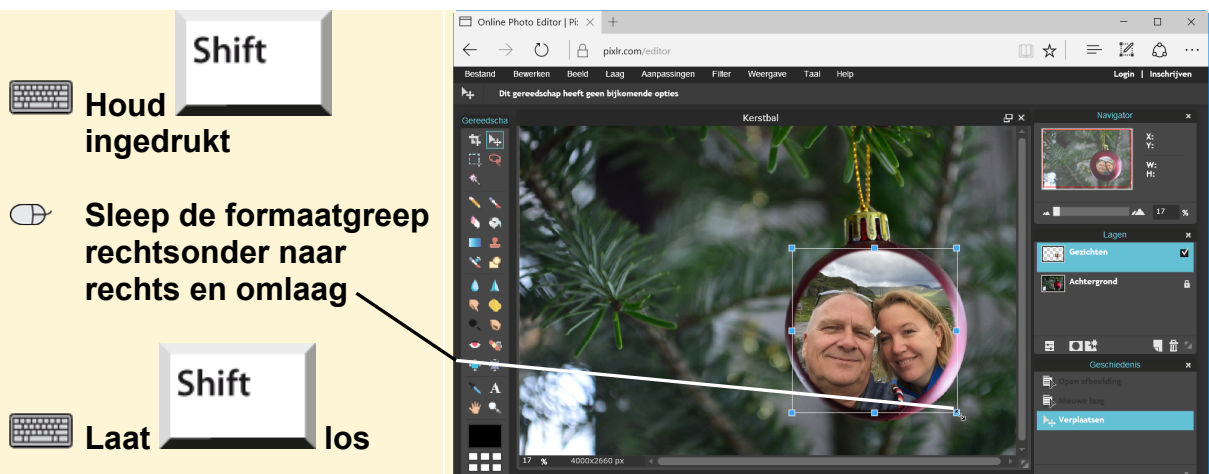 Shift
Houd
ingedrukt
Sleep de formaatgreep
rechtsonder naar
rechts en omlaag
Shift
Laat los
Online Photo Editor | Pi:
pixlr.com/editor
Bestand Bewerken Beeld Laag Aanpassingen Filter Weergave Taal Help Login | Inschrijven
Dit gereedschap heeft geen bijkomende opties
Gereedscha
Kerstbal
Navigator
X:
Y:
W:
H:
17 %
Lagen
Gezichten
Achtergrond
Geschiedenis
Open afbeelding
Nieuwe laag
Verplaatsen
A
17 % 4000x2660 px